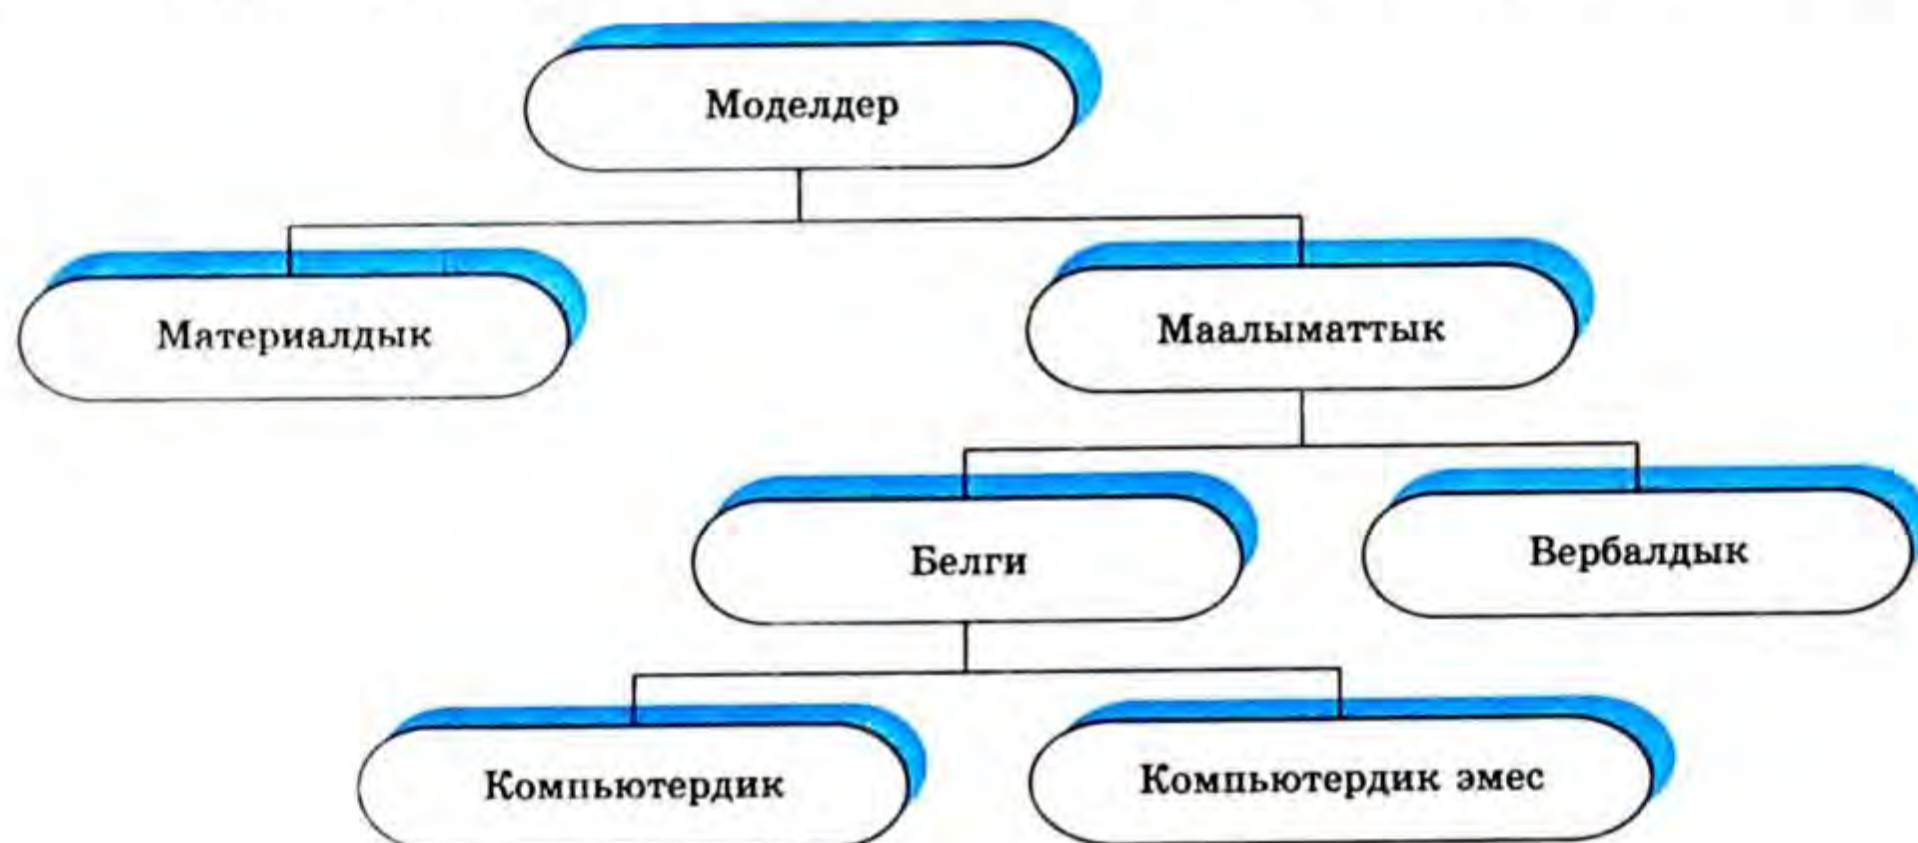 Моделдер
Материалдык
Маалыматтык
Белги
Вербалдык
Компьютердик
Компьютердик эмес